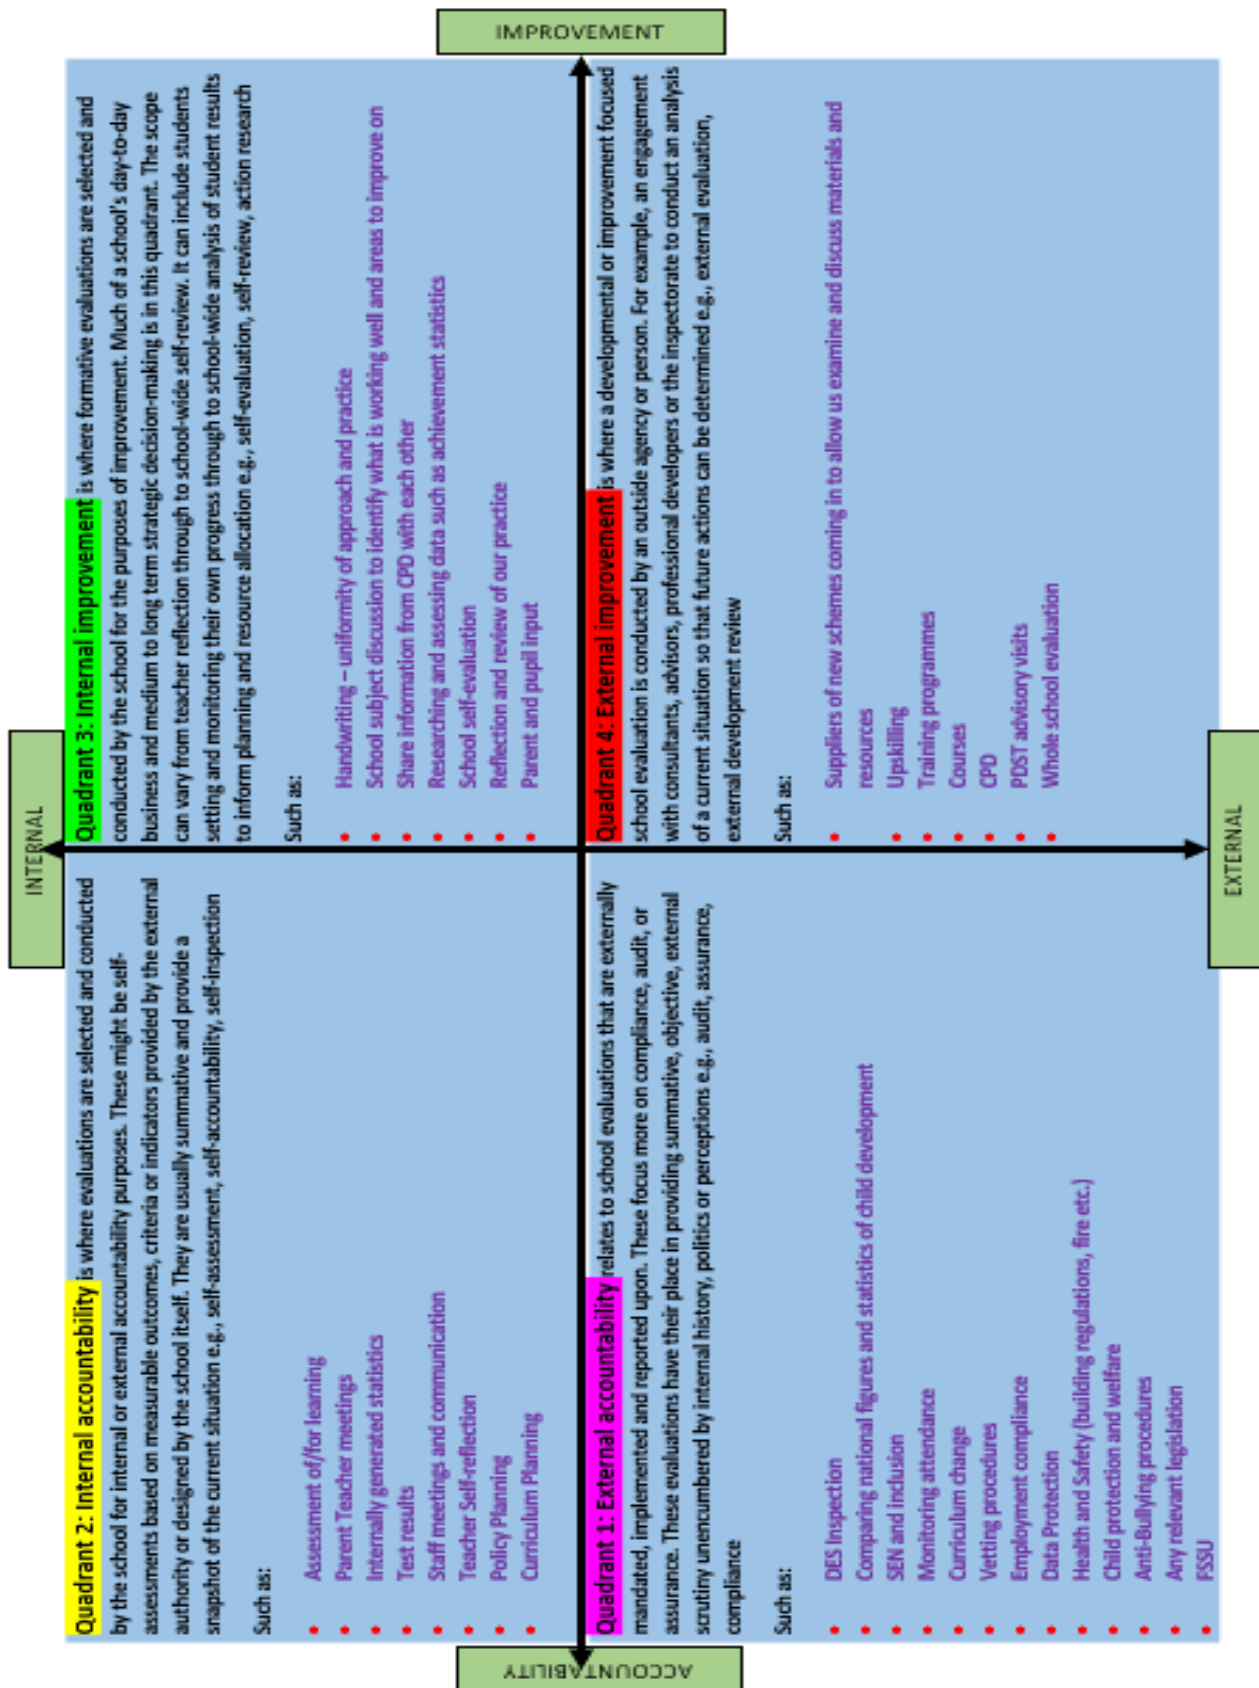 INTERNAL
Quadrant 2: Internal accountability is where evaluations are selected and conducted
by the school for internal or external accountability purposes. These might be self-
assessments based on measurable outcomes, criteria or indicators provided by the external
authority or designed by the school itself. They are usually summative and provide a
snapshot of the current situation e.g., self-assessment, self-accountability, self-inspection
Such as:
• Assessment of/for learning
• Parent Teacher meetings
• Internally generated statistics
• Test results
• Staff meetings and communication
• Teacher Self-reflection
• Policy Planning
• Curriculum Planning
Quadrant 3: Internal improvement is where formative evaluations are selected and
conducted by the school for the purposes of improvement. Much of a school's day-to-day
business and medium to long term strategic decision-making is in this quadrant. The scope
can vary from teacher reflection through to school-wide self-review. It can include students
setting and monitoring their own progress through to school-wide analysis of student results
to inform planning and resource allocation e.g., self-evaluation, self-review, action research
Such as:
• Handwriting – uniformity of approach and practice
• School subject discussion to identify what is working well and areas to improve on
• Share information from CPD with each other
• Researching and assessing data such as achievement statistics
• School self-evaluation
• Reflection and review of our practice
• Parent and pupil input
ACCOUNTABILITY
IMPROVEMENT
Quadrant 1: External accountability relates to school evaluations that are externally
mandated, implemented and reported upon. These focus more on compliance, audit, or
assurance. These evaluations have their place in providing summative, objective, external
scrutiny unencumbered by internal history, politics or perceptions e.g., audit, assurance,
compliance
Such as:
• DES Inspection
• Comparing national figures and statistics of child development
• SEN and inclusion
• Monitoring attendance
• Curriculum change
• Vetting procedures
• Employment compliance
• Data Protection
• Health and Safety (building regulations, fire etc.)
• Child protection and welfare
• Anti-Bullying procedures
• Any relevant legislation
• FSSU
Quadrant 4: External improvement is where a developmental or improvement focused
school evaluation is conducted by an outside agency or person. For example, an engagement
with consultants, advisors, professional developers or the inspectorate to conduct an analysis
of a current situation so that future actions can be determined e.g., external evaluation,
external development review
Such as:
• Suppliers of new schemes coming in to allow us examine and discuss materials and
resources
• Upskilling
• Training programmes
• Courses
• CPD
• PDST advisory visits
• Whole school evaluation
EXTERNAL